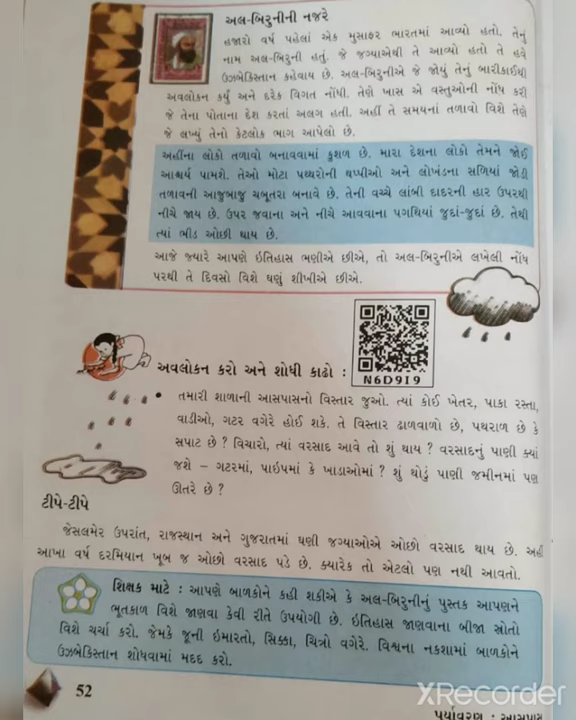 અલ-બિરુનીની નજરે
હજારો વર્ષ પહેલાં એક મુસાફર ભારતમાં આવ્યો હતો. તેનું
નામ અલ-બિરુની હતું. જે જગ્યાએથી તે આવ્યો હતો તે હવે
ઉઝબેકિસ્તાન કહેવાય છે. અલ-બિરુનીએ જે જોયું તેનું બારીકાઈથી
અવલોકન કર્યું અને દરેક વિગત નોંધી. તેણે ખાસ એ વસ્તુઓની નોંધ કરી
જે તેના પોતાના દેશ કરતાં અલગ હતી. અહીં તે સમયનાં તળાવો વિશે તેણે
જે લખ્યું તેનો કેટલોક ભાગ આપેલો છે.
અહીંના લોકો તળાવો બનાવવામાં કુશળ છે. મારા દેશના લોકો તેમને જોઈ
આશ્ચર્ય પામશે. તેઓ મોટા પથ્થરોની થપ્પીઓ અને લોખંડના સળિયાં જોડી
તળાવની આજુબાજુ ચબૂતરા બનાવે છે. તેની વચ્ચે લાંબી દાદરની હાર ઉપરથી
નીચે જાય છે. ઉપર જવાના અને નીચે આવવાના પગથિયાં જુદાં-જુદાં છે. તેથી
ત્યાં ભીડ ઓછી થાય છે.
આજે જ્યારે આપણે ઇતિહાસ ભણીએ છીએ, તો અલ-બિરુનીએ લખેલી નોંધ
પરથી તે દિવસો વિશે ઘણું શીખીએ છીએ.
અવલોકન કરો અને શોધી કાઢો :
N6D9I9
• તમારી શાળાની આસપાસનો વિસ્તાર જુઓ. ત્યાં કોઈ ખેતર, પાકા રસ્તા,
વાડીઓ, ગટર વગેરે હોઈ શકે. તે વિસ્તાર ઢાળવાળો છે, પથરાળ છે કે
સપાટ છે ? વિચારો, ત્યાં વરસાદ આવે તો શું થાય ? વરસાદનું પાણી ક્યાં
જશે – ગટરમાં, પાઇપમાં કે ખાડાઓમાં ? શું થોડું પાણી જમીનમાં પણ
ઊતરે છે ?
ટીપે-ટીપે
જેસલમેર ઉપરાંત, રાજસ્થાન અને ગુજરાતમાં ઘણી જગ્યાઓએ ઓછો વરસાદ થાય છે. અહીં
આખા વર્ષ દરમિયાન ખૂબ જ ઓછો વરસાદ પડે છે. ક્યારેક તો એટલો પણ નથી આવતો.
શિક્ષક માટે : આપણે બાળકોને કહી શકીએ કે અલ-બિરુનીનું પુસ્તક આપણને
ભૂતકાળ વિશે જાણવા કેવી રીતે ઉપયોગી છે. ઇતિહાસ જાણવાના બીજા સ્રોતો
વિશે ચર્ચા કરો. જેમકે જૂની ઇમારતો, સિક્કા, ચિત્રો વગેરે. વિશ્વના નકશામાં બાળકોને
ઉઝબેકિસ્તાન શોધવામાં મદદ કરો.
52
XRecorder
પર્યાવરણ : આસપાસ